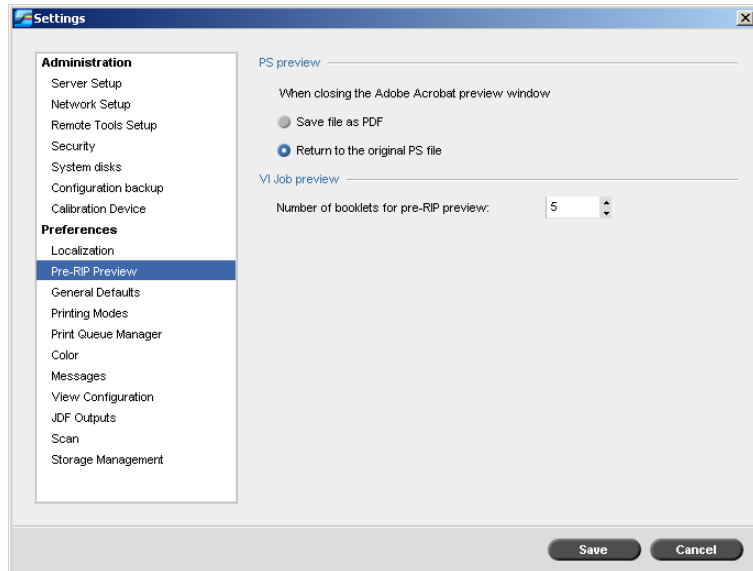 Settings
Administration
Server Setup
Network Setup
Remote Tools Setup
Security
System disks
Configuration backup
Calibration Device
Preferences
Localization
Pre-RIP Preview
General Defaults
Printing Modes
Print Queue Manager
Color
Messages
View Configuration
JDF Outputs
Scan
Storage Management
PS preview
When closing the Adobe Acrobat preview window
Save file as PDF
Return to the original PS file
VI Job preview
Number of booklets for pre-RIP preview: 5
Save Cancel